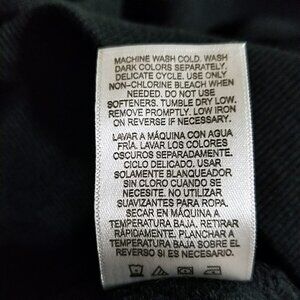 MACHINE WASH COLD. WASH
DARK COLORS SEPARATELY.
DELICATE CYCLE. USE ONLY
NON-CHLORINE BLEACH WHEN
NEEDED. DO NOT USE
SOFTENERS. TUMBLE DRY LOW.
REMOVE PROMPTLY. LOW IRON
ON REVERSE IF NECESSARY.
LAVAR A MÁQUINA CON AGUA
FRÍA. LAVAR LOS COLORES
OSCUROS SEPARADAMENTE.
CICLO DELICADO. USAR
SOLAMENTE BLANQUEADOR
SIN CLORO CUANDO SE
NECESITE. NO UTILIZAR
SUAVIZANTES PARA ROPA.
SECAR EN MÁQUINA A
TEMPERATURA BAJA. RETIRAR
RÁPIDAMENTE. PLANCHAR A
TEMPERATURA BAJA SOBRE EL
REVERSO SI ES NECESARIO.